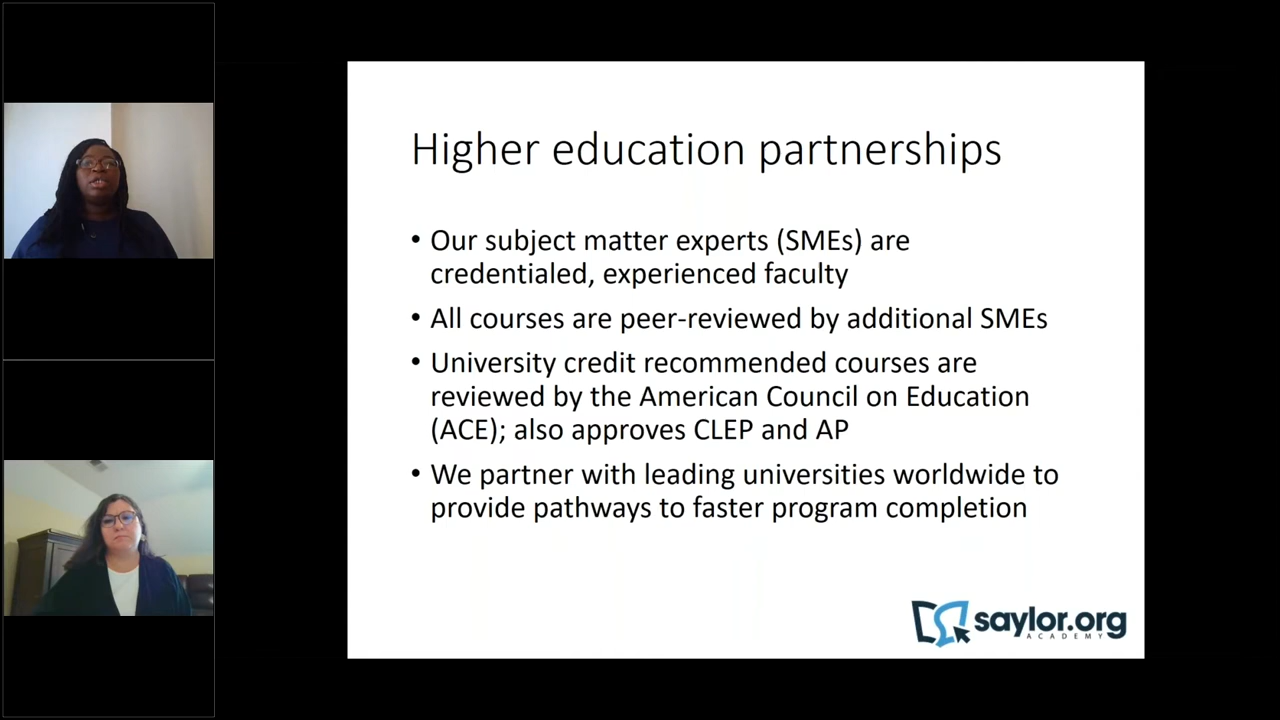 Higher education partnerships
• Our subject matter experts (SMEs) are
credentialed, experienced faculty
• All courses are peer-reviewed by additional SMEs
• University credit recommended courses are
reviewed by the American Council on Education
(ACE); also approves CLEP and AP
• We partner with leading universities worldwide to
provide pathways to faster program completion
saylor.org
ACADEMY